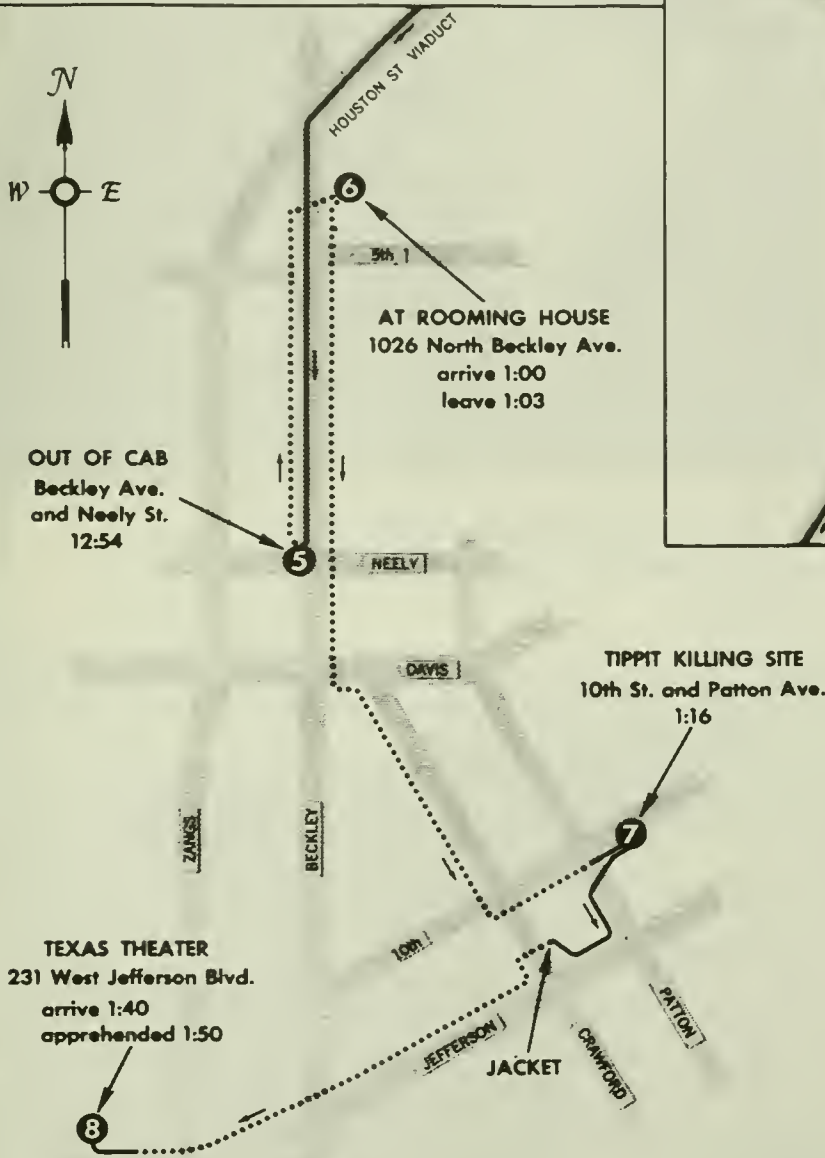 HOUSTON ST VIADUCT
N
W
E
6
5th
AT ROOMING HOUSE
1026 North Beckley Ave.
arrive 1:00
leave 1:03
OUT OF CAB
Beckley Ave.
and Neely St.
12:54
5
NEELY
DAVIS
TIPPIT KILLING SITE
10th St. and Patton Ave.
1:16
7
ZANGS
BECKLEY
10th
TEXAS THEATER
231 West Jefferson Blvd.
arrive 1:40
apprehended 1:50
JEFFERSON
JACKET
CRAWFORD
PATTON
8